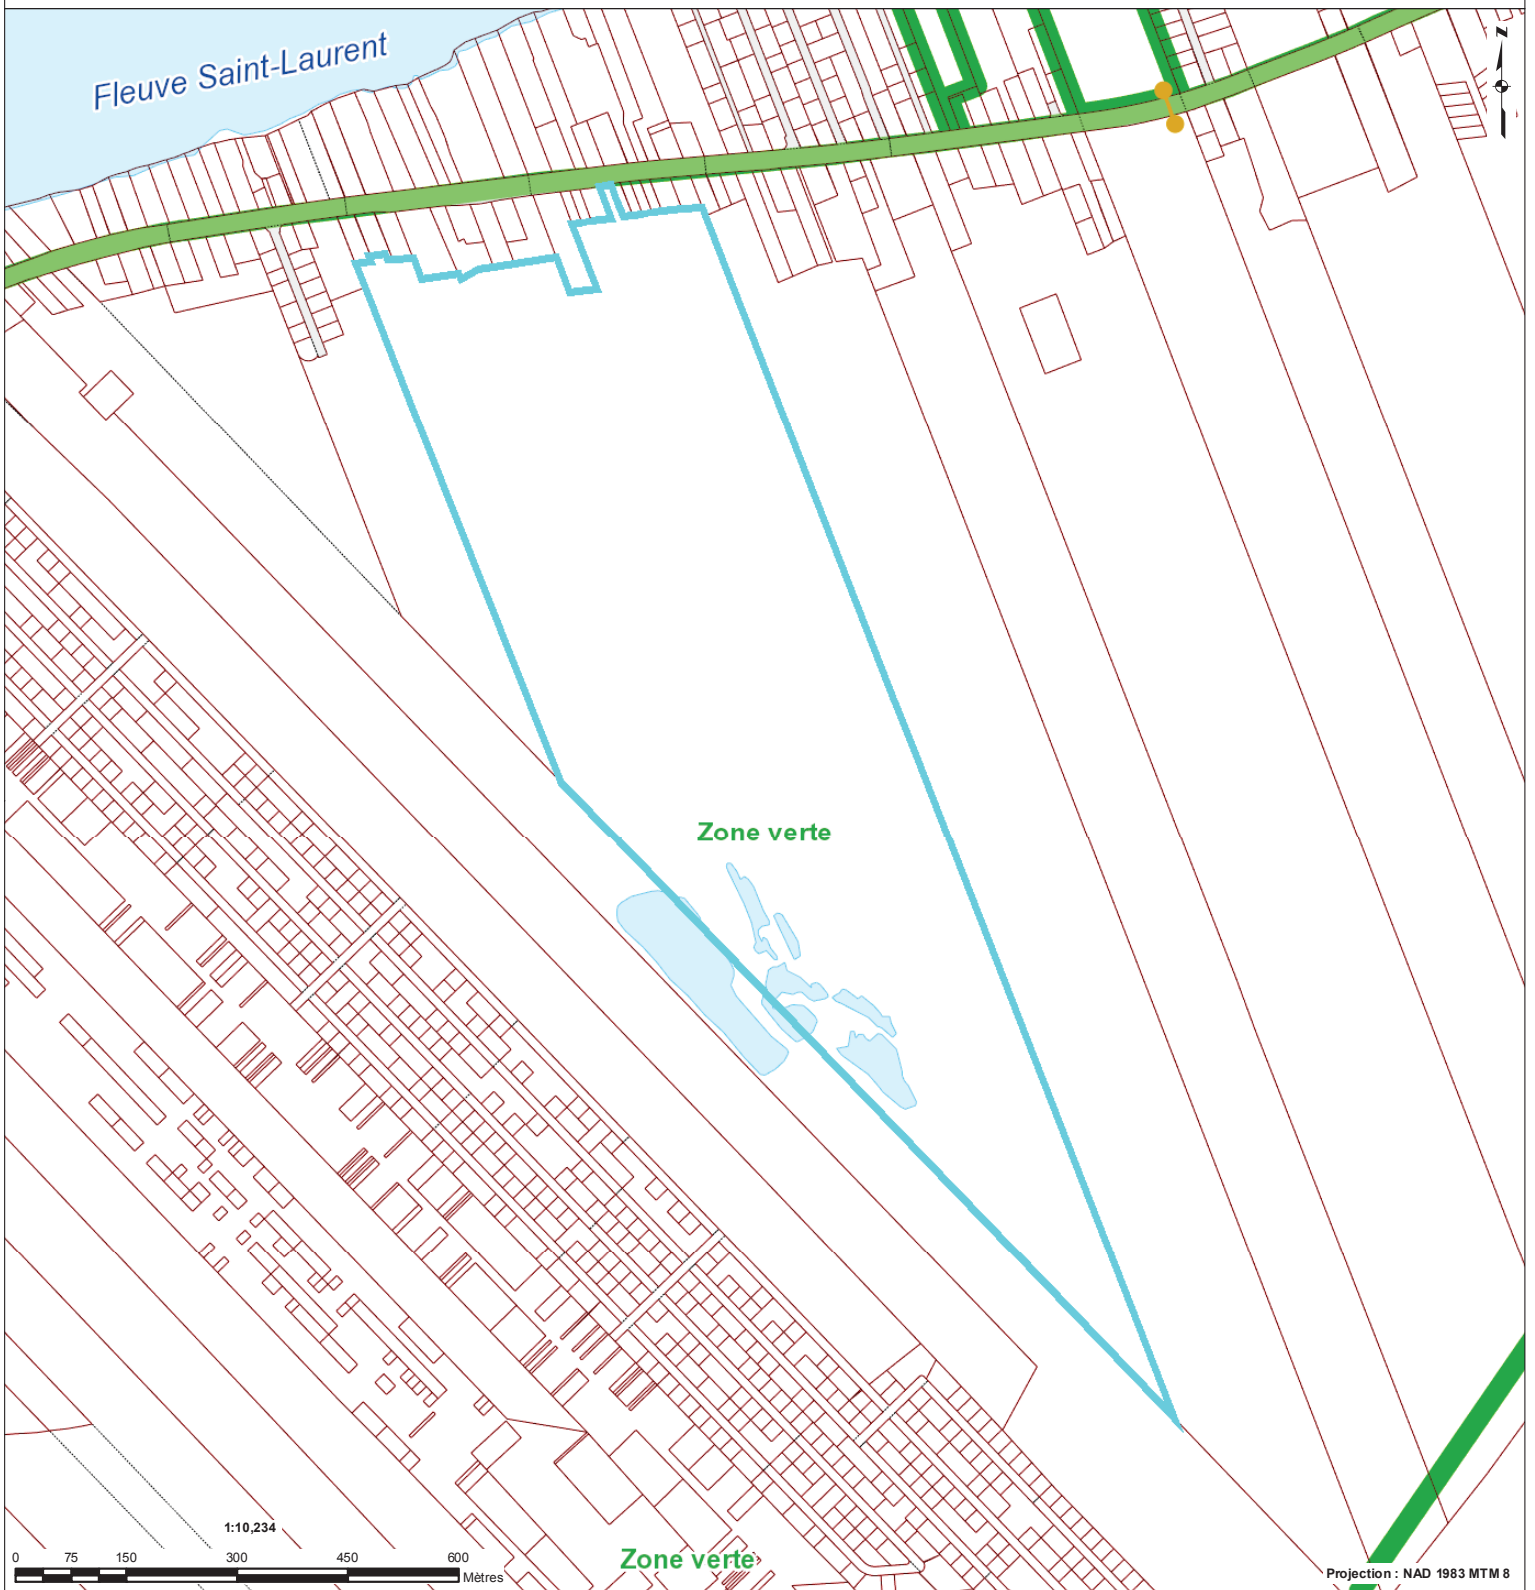 Fleuve Saint-Laurent
N
Zone verte
1:10,234
0 75 150 300 450 600
Mètres
Zone verte
Projection : NAD 1983 MTM 8